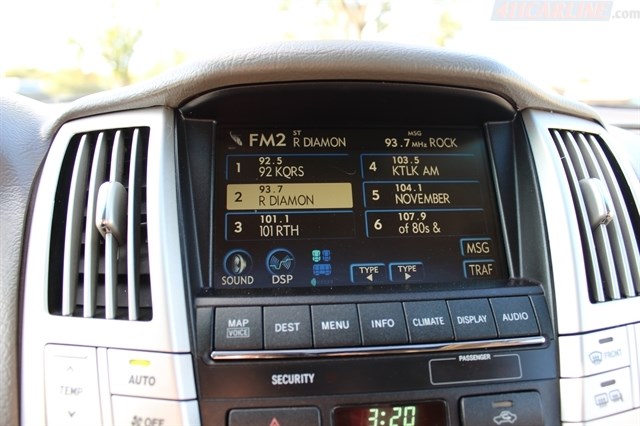 HICARLINE.com
FM2 ST R DIAMON MSG 93.7 MHz ROCK
1 92.5 92 KQRS
4 103.5 KTLK AM
2 93.7 R DIAMON
5 104.1 NOVEMBER
3 101.1 101 RTH
6 107.9 of 80s &
MSG
SOUND DSP TYPE ◄ TYPE ► TRAF
MAP VOICE DEST MENU INFO CLIMATE DISPLAY AUDIO
PASSENGER
SECURITY
TEMP AUTO OFF
FRONT
3:20